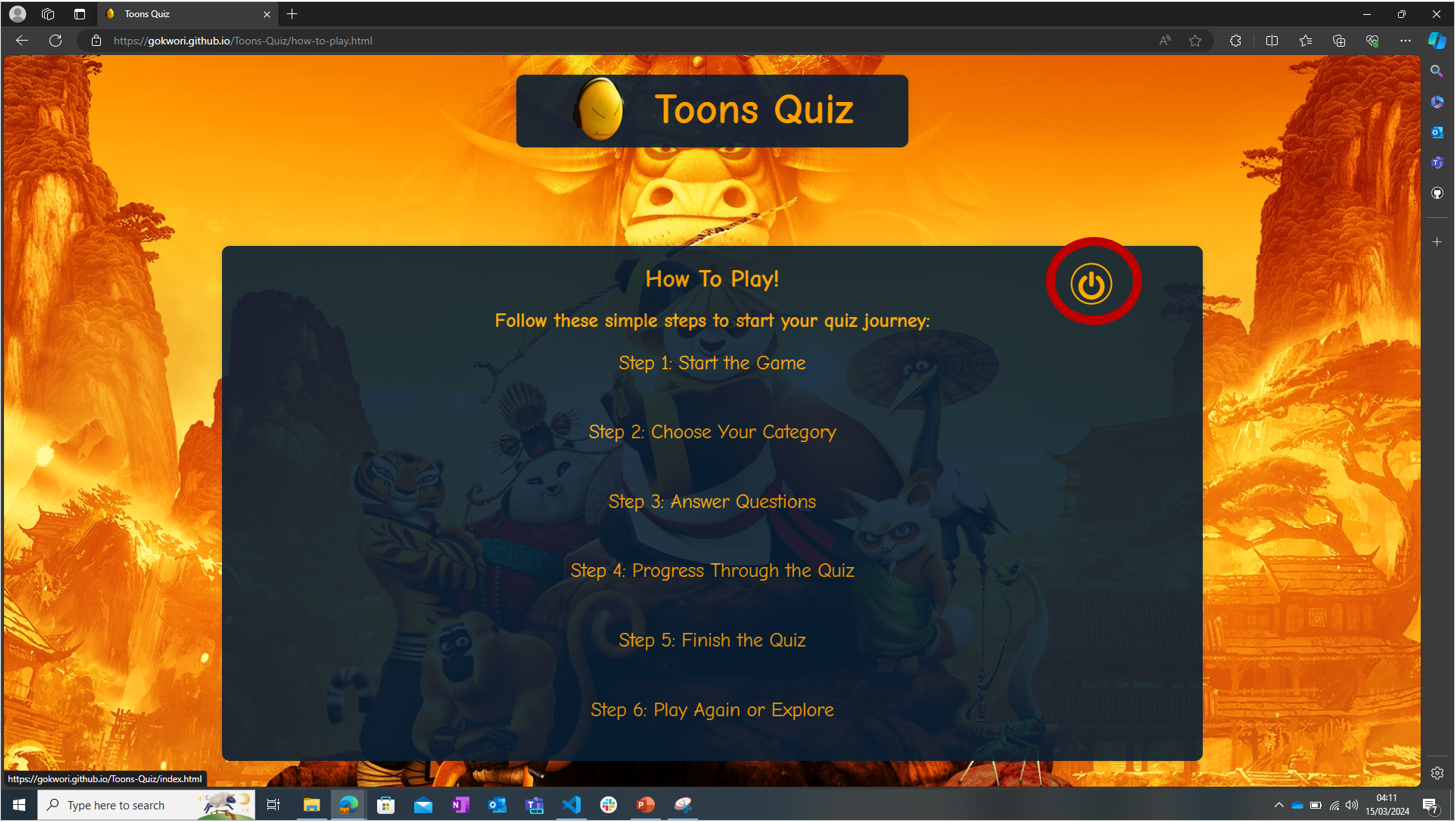 Toons Quiz
https://gokwori.github.io/Toons-Quiz/how-to-play.html
Toons Quiz
How To Play!
Follow these simple steps to start your quiz journey:
Step 1: Start the Game
Step 2: Choose Your Category
Step 3: Answer Questions
Step 4: Progress Through the Quiz
Step 5: Finish the Quiz
Step 6: Play Again or Explore
https://gokwori.github.io/Toons-Quiz/index.html
Type here to search
04:11
15/03/2024
7